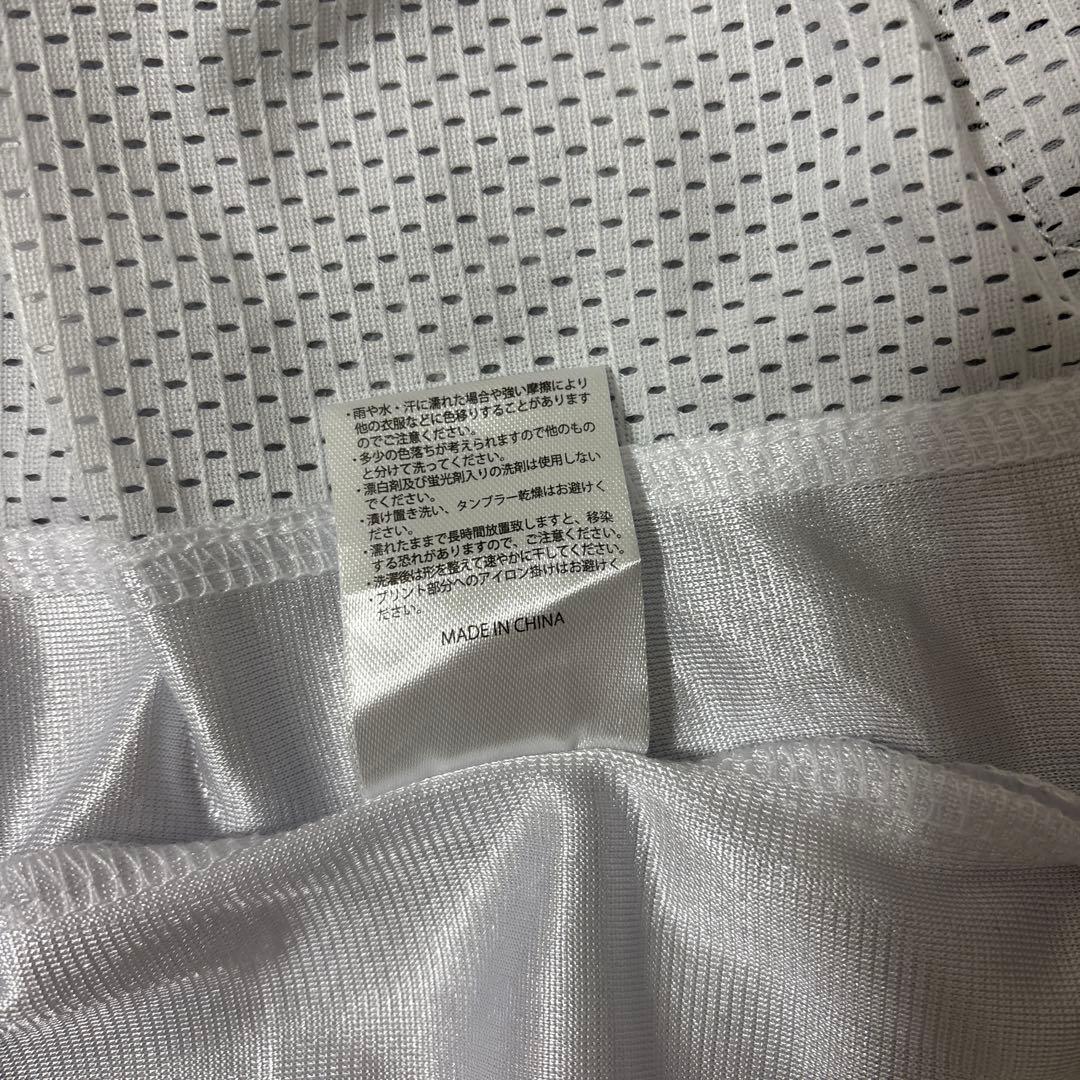 ・雨や水・汗に濡れた場合や強い摩擦により
他の衣服などに色移りすることがあります
のでご注意ください。
・多少の色落ちが考えられますので他のもの
と分けて洗ってください。
・漂白剤及び蛍光剤入りの洗剤は使用しない
でください。
・漬け置き洗い、タンブラー乾燥はお避けく
ださい。
・濡れたままで長時間放置致しますと、移染
する恐れがありますので、ご注意ください。
・洗濯後は形を整えて速やかに干してください。
・プリント部分へのアイロン掛けはお避けく
ださい。
MADE IN CHINA